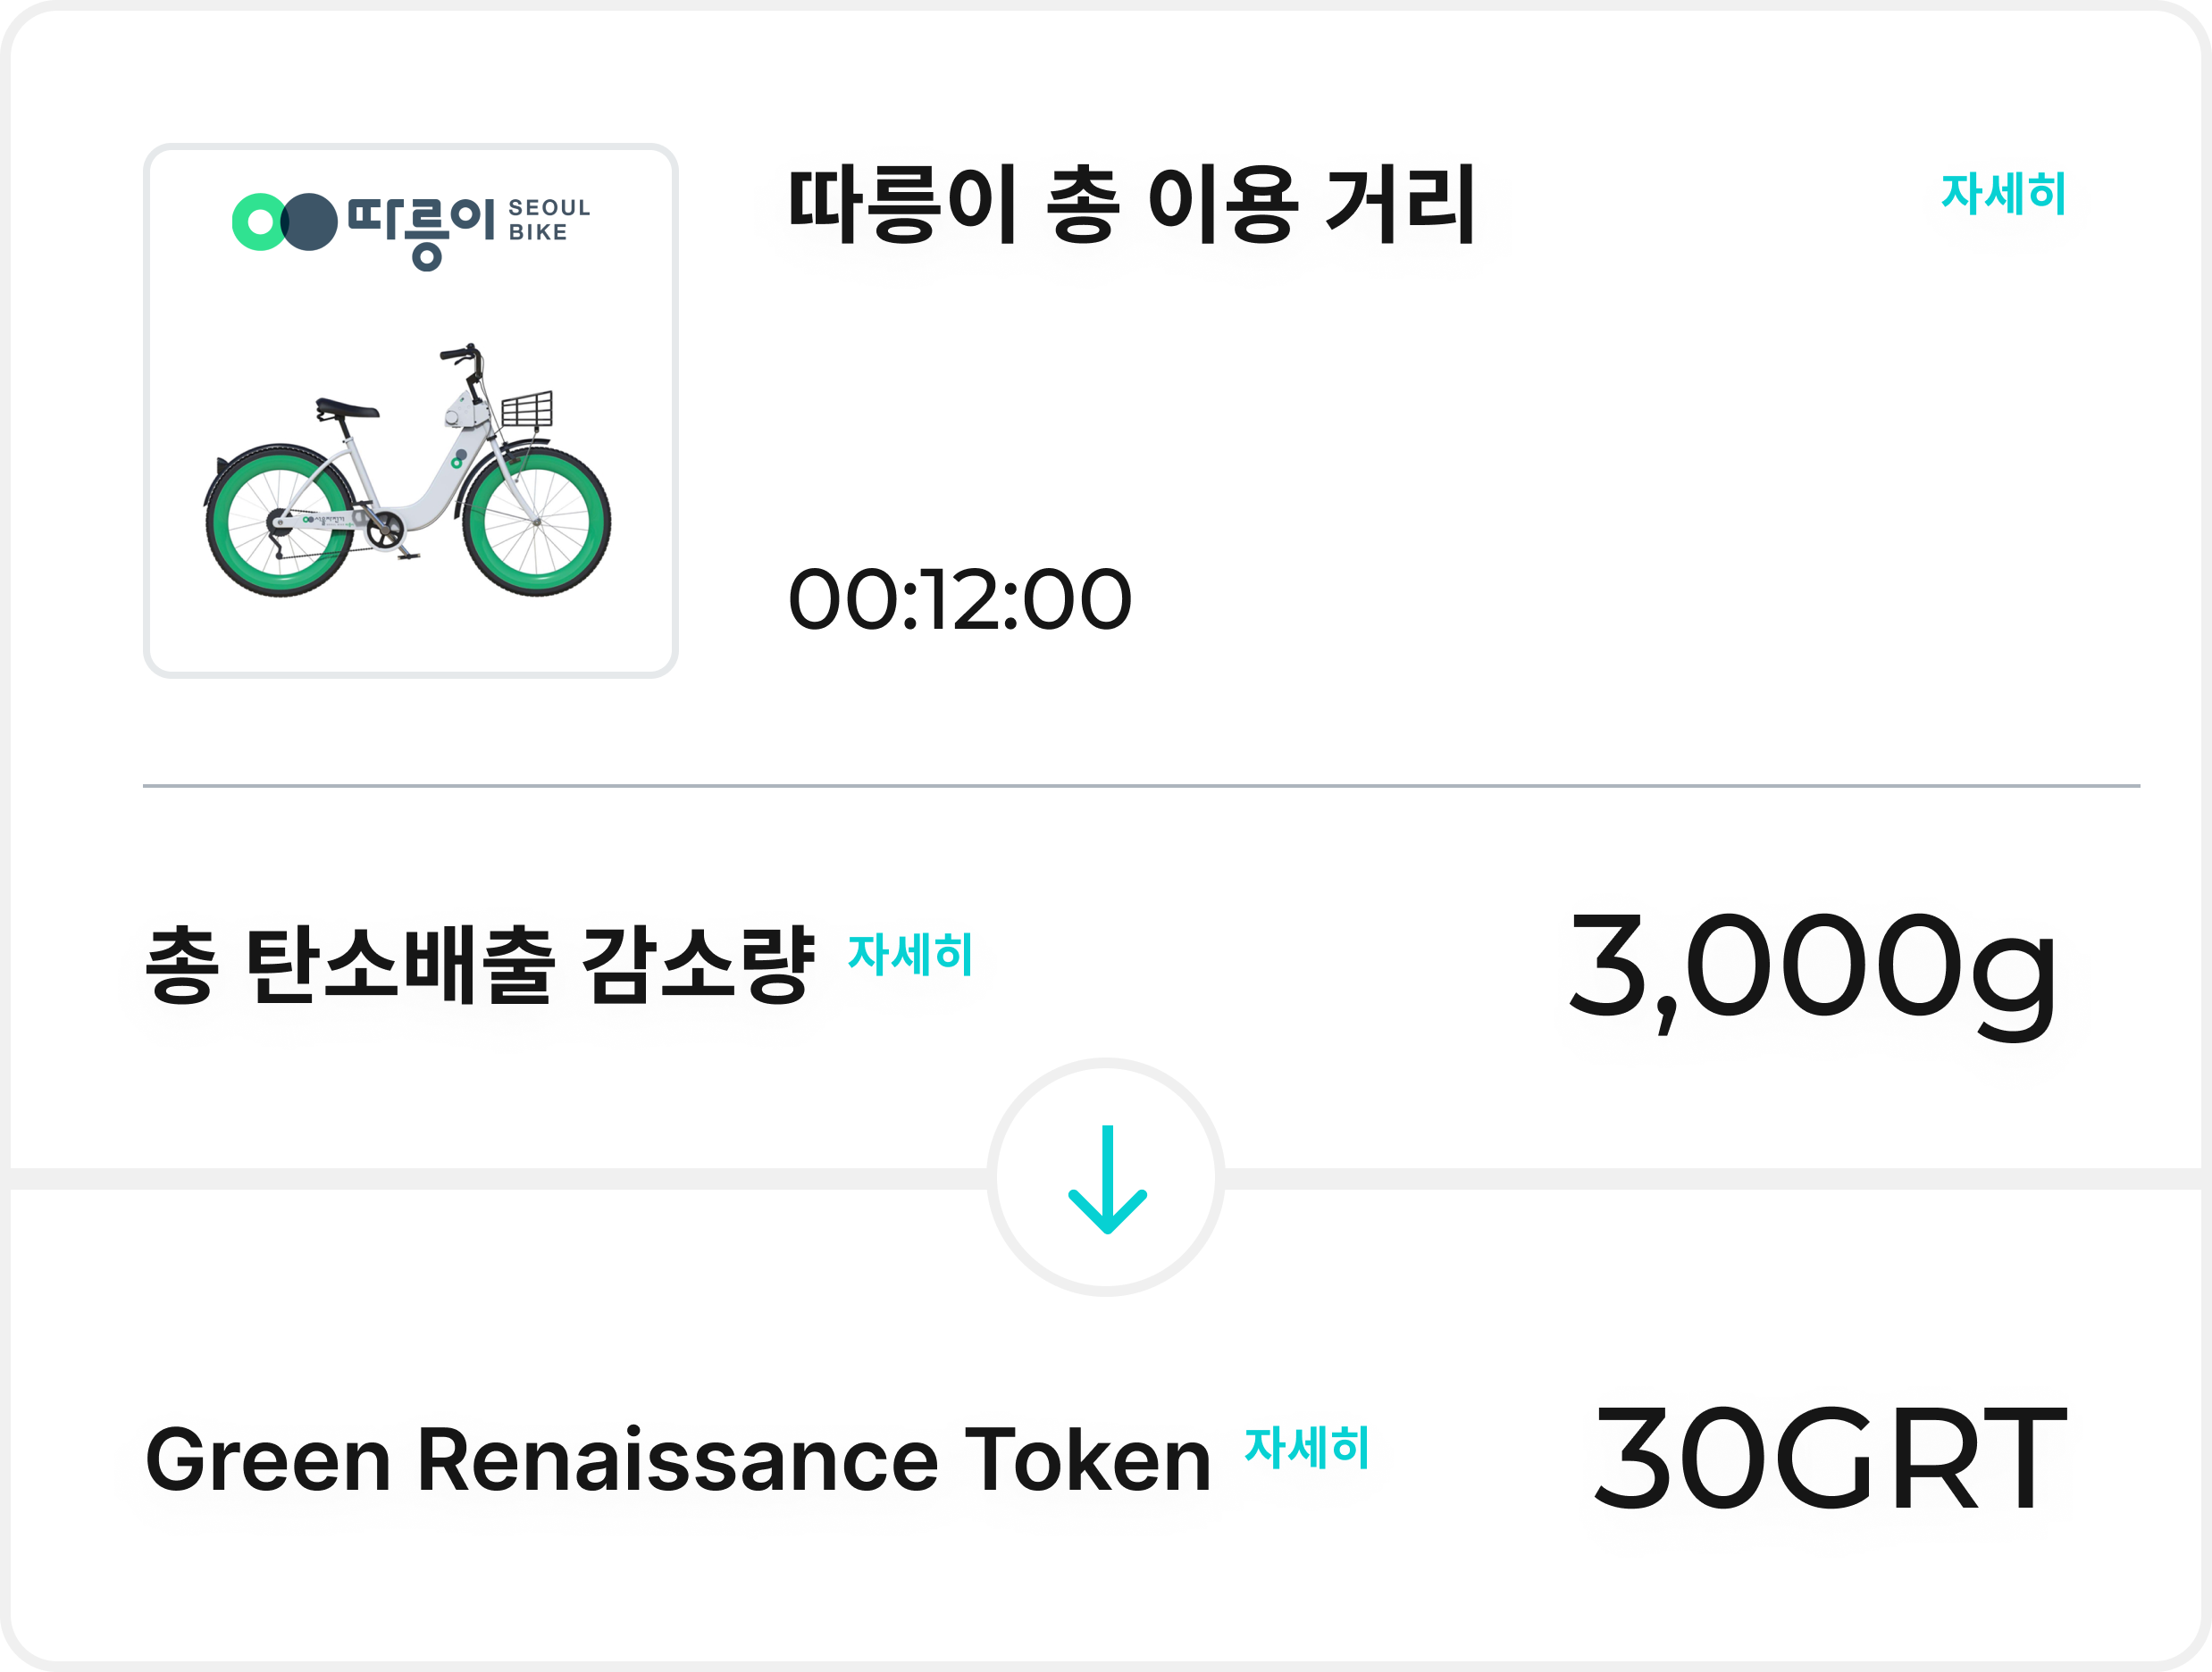 따릉이 SEOUL
BIKE
따릉이 총 이용 거리
자세히
00:12:00
총 탄소배출 감소량 자세히
3,000g
Green Renaissance Token 자세히
30GRT